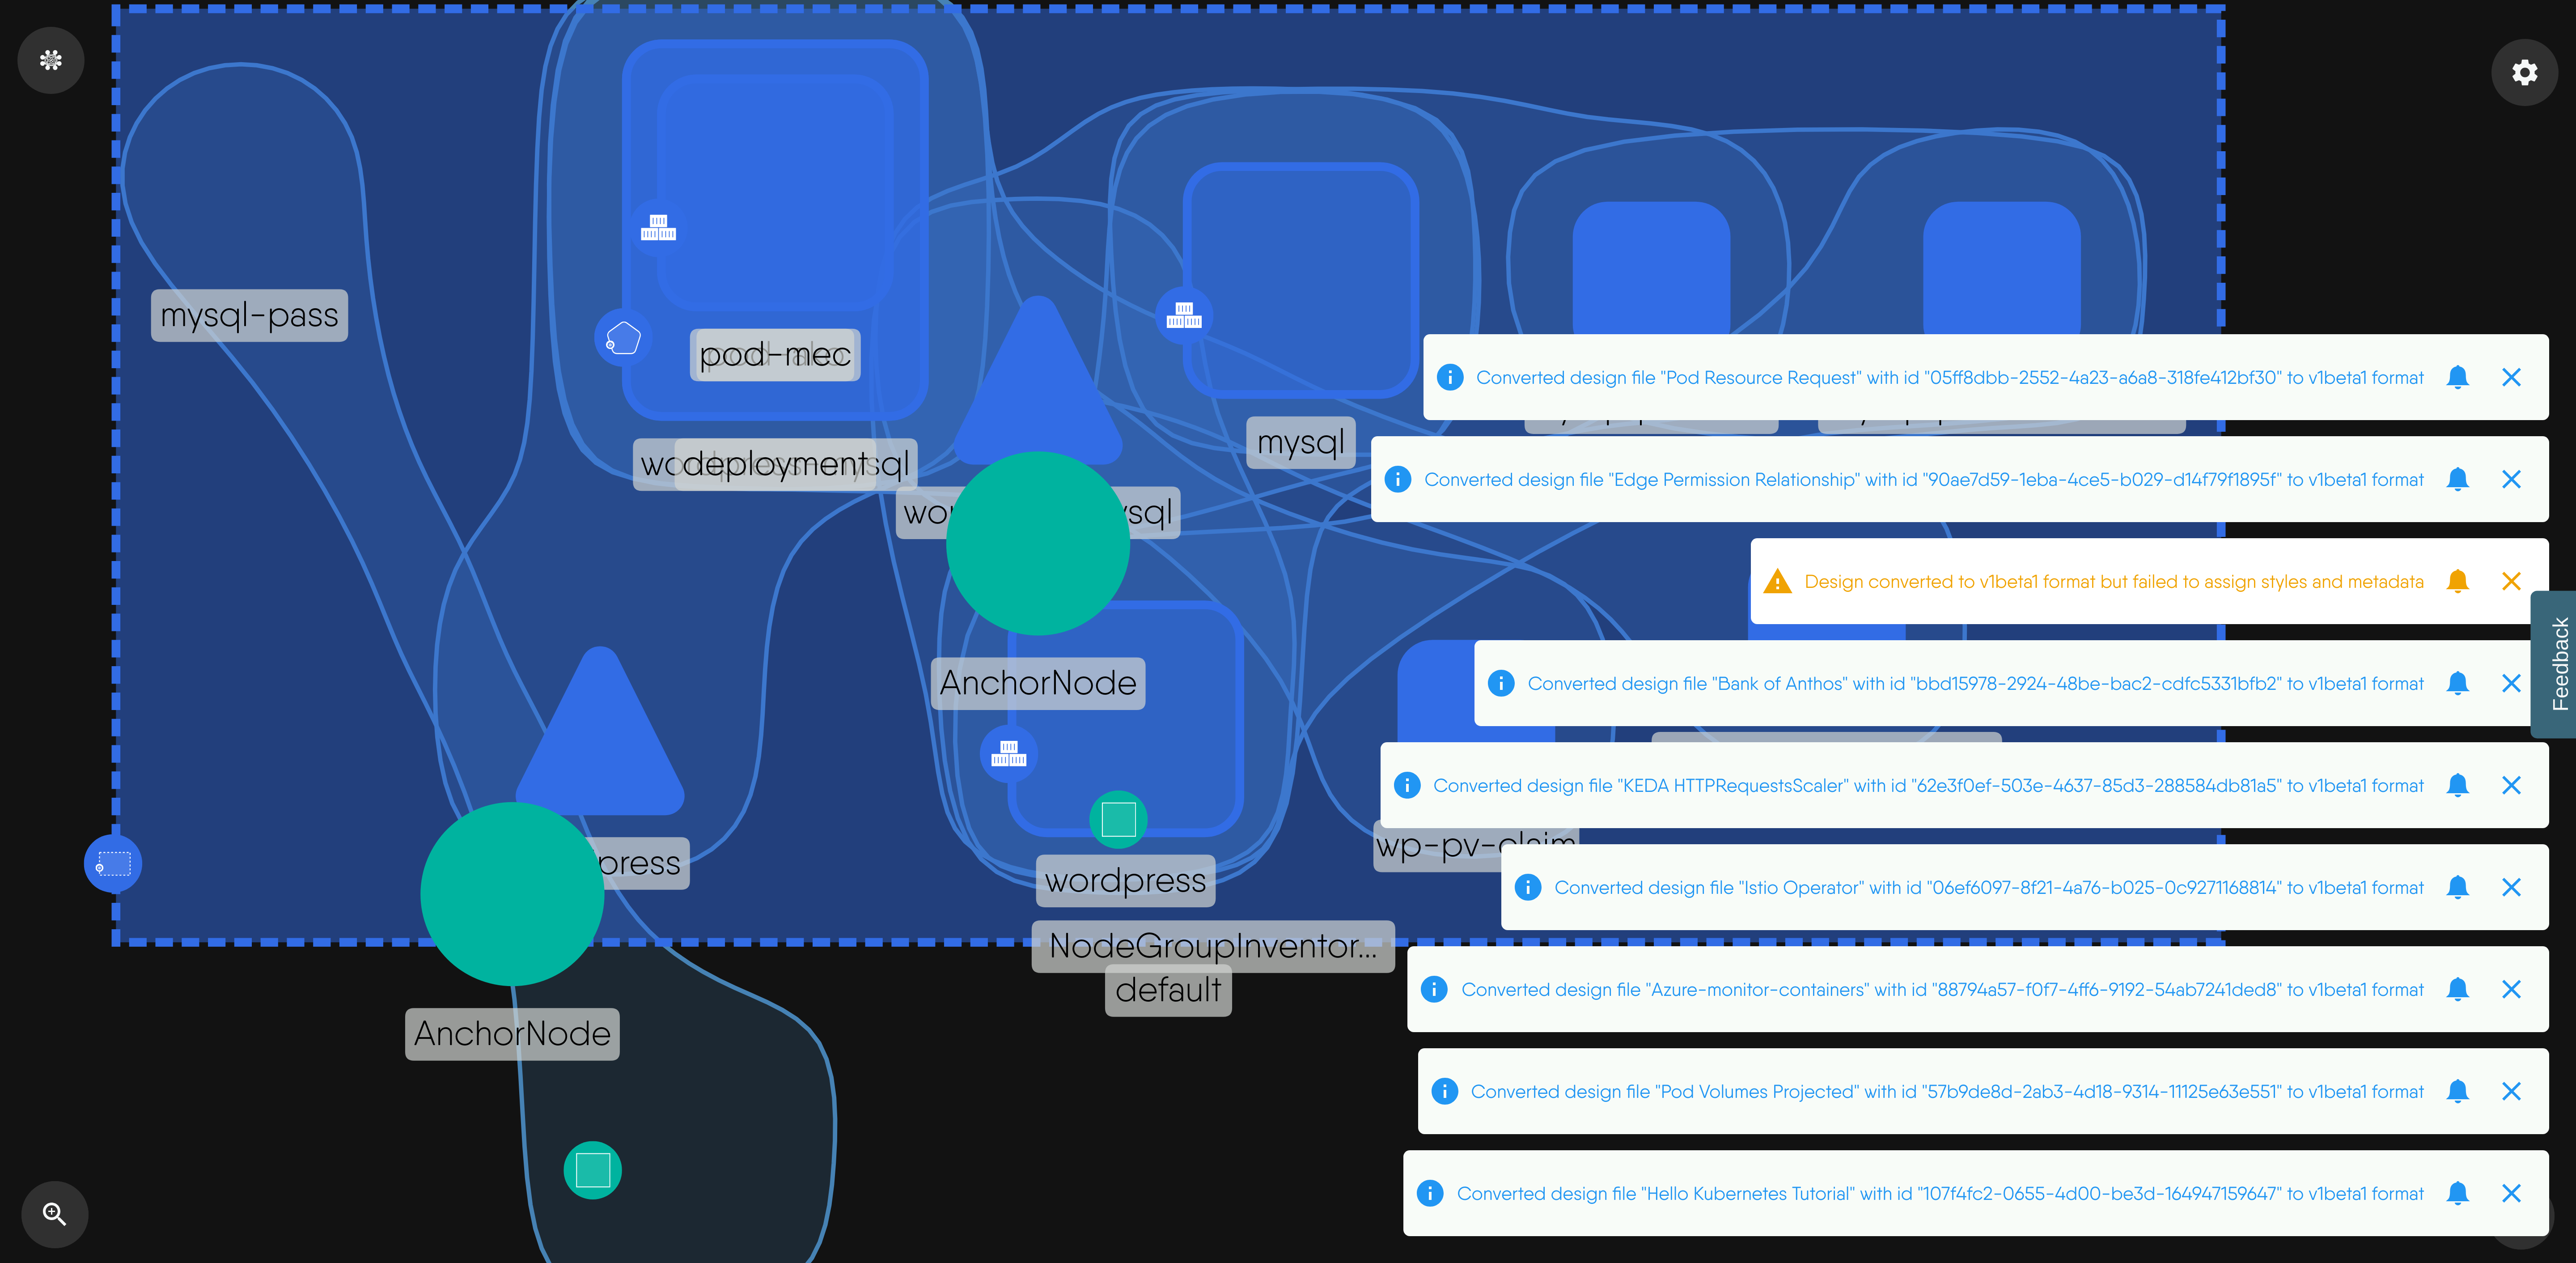 mysql-pass
pod-mec
mysql
deployment
sql
wor
ysql
AnchorNode
press
wordpress
NodeGroupInventor...
default
AnchorNode
wp-pv-claim
Converted design file "Pod Resource Request" with id "05ff8dbb-2552-4a23-a6a8-318fe412bf30" to v1beta1 format
Converted design file "Edge Permission Relationship" with id "90ae7d59-1eba-4ce5-b029-d14f79f1895f" to v1beta1 format
Design converted to v1beta1 format but failed to assign styles and metadata
Converted design file "Bank of Anthos" with id "bbd15978-2924-48be-bac2-cdfc5331bfb2" to v1beta1 format
Converted design file "KEDA HTTPRequestsScaler" with id "62e3f0ef-503e-4637-85d3-288584db81a5" to v1beta1 format
Converted design file "Istio Operator" with id "06ef6097-8f21-4a76-b025-0c9271168814" to v1beta1 format
Converted design file "Azure-monitor-containers" with id "88794a57-f0f7-4ff6-9192-54ab7241ded8" to v1beta1 format
Converted design file "Pod Volumes Projected" with id "57b9de8d-2ab3-4d18-9314-11125e63e551" to v1beta1 format
Converted design file "Hello Kubernetes Tutorial" with id "107f4fc2-0655-4d00-be3d-164947159647" to v1beta1 format
Feedback